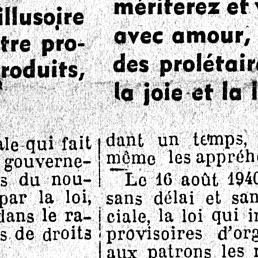 illusoire
tre pro-
roduits,
mériterez et
avec amour,
des prolétair
la joie et la l
ale qui fait
gouverne-
s du nou-
par la loi,
dans le ra-
s de droits
dant un temps,
même les appréh
Le 16 août 1940
sans délai et san
ciale, la loi qui in
provisoires d'org
aux patrons les